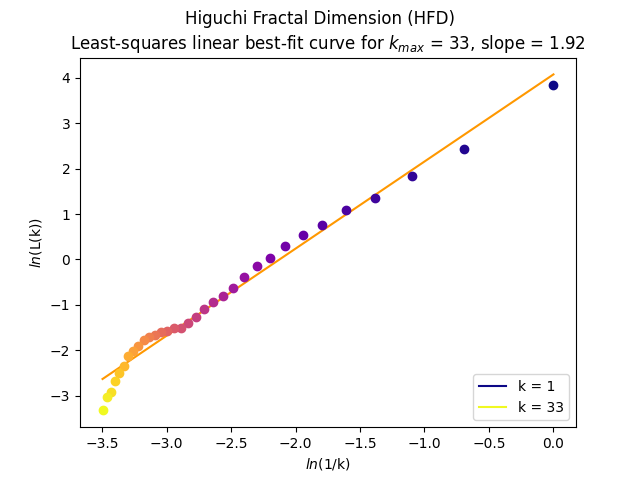 Higuchi Fractal Dimension (HFD)
Least-squares linear best-fit curve for kmax = 33, slope = 1.92
4
3
2
1
0
−1
−2
−3
ln(L(k))
−3.5 −3.0 −2.5 −2.0 −1.5 −1.0 −0.5 0.0
ln(1/k)
k = 1
k = 33